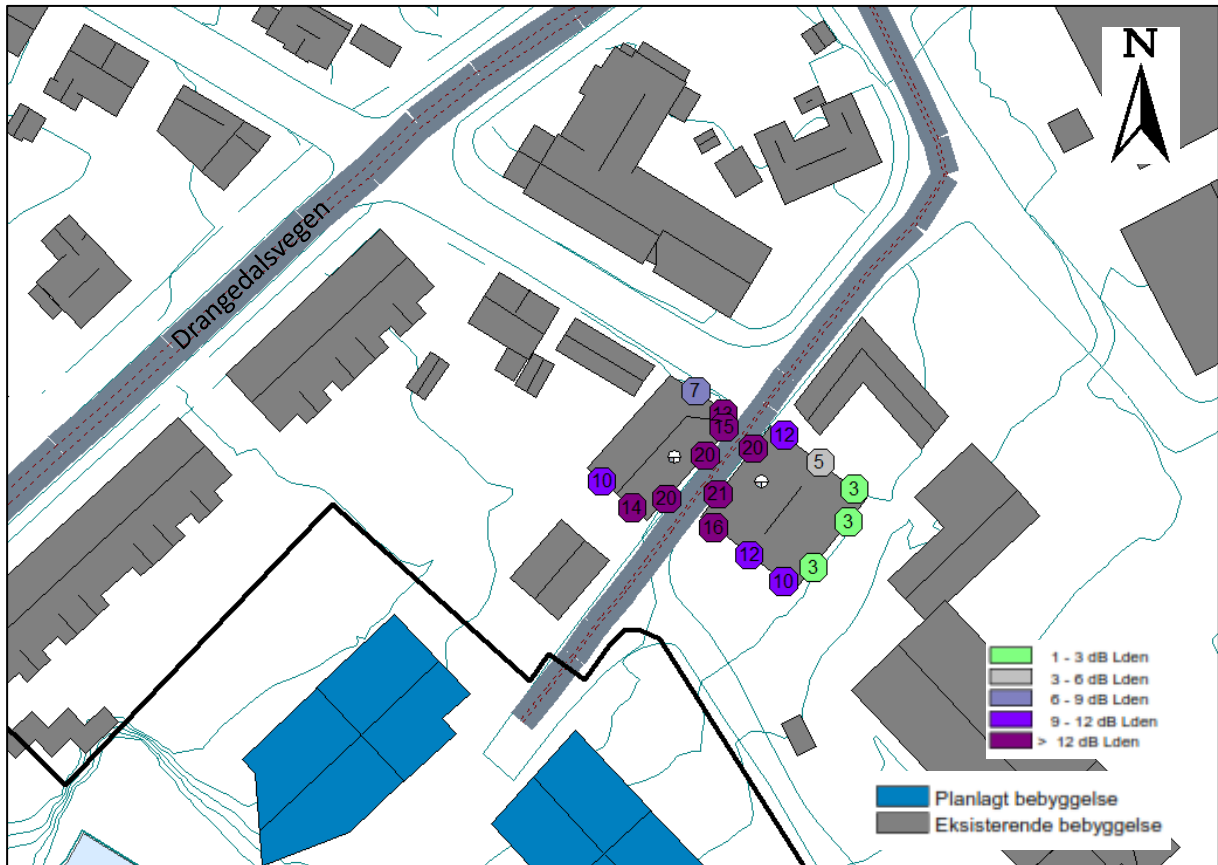 N
Drangedalsvegen
7
15
20
12
20
5
10
3
21
20
14
3
16
12
3
10
1 - 3 dB Lden
3 - 6 dB Lden
6 - 9 dB Lden
9 - 12 dB Lden
> 12 dB Lden
Planlagt bebyggelse
Eksisterende bebyggelse